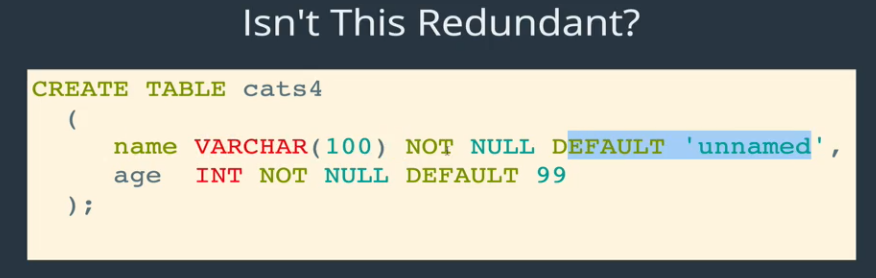 Isn't This Redundant?
CREATE TABLE cats4
(
name VARCHAR(100) NOT NULL DEFAULT 'unnamed',
age INT NOT NULL DEFAULT 99
);